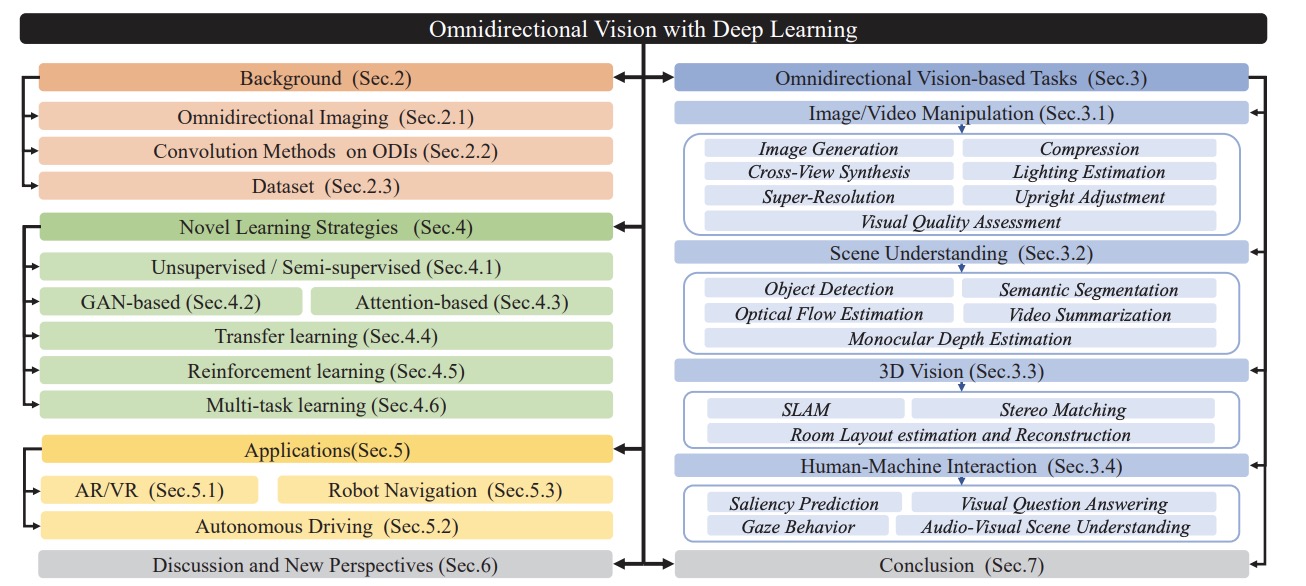 Omnidirectional Vision with Deep Learning
Background (Sec.2)
Omnidirectional Imaging (Sec.2.1)
Convolution Methods on ODIs (Sec.2.2)
Dataset (Sec.2.3)
Novel Learning Strategies (Sec.4)
Unsupervised / Semi-supervised (Sec.4.1)
GAN-based (Sec.4.2)
Attention-based (Sec.4.3)
Transfer learning (Sec.4.4)
Reinforcement learning (Sec.4.5)
Multi-task learning (Sec.4.6)
Applications(Sec.5)
AR/VR (Sec.5.1)
Robot Navigation (Sec.5.3)
Autonomous Driving (Sec.5.2)
Discussion and New Perspectives (Sec.6)
Omnidirectional Vision-based Tasks (Sec.3)
Image/Video Manipulation (Sec.3.1)
Image Generation
Compression
Cross-View Synthesis
Lighting Estimation
Super-Resolution
Upright Adjustment
Visual Quality Assessment
Scene Understanding (Sec.3.2)
Object Detection
Semantic Segmentation
Optical Flow Estimation
Video Summarization
Monocular Depth Estimation
3D Vision (Sec.3.3)
SLAM
Stereo Matching
Room Layout estimation and Reconstruction
Human-Machine Interaction (Sec.3.4)
Saliency Prediction
Visual Question Answering
Gaze Behavior
Audio-Visual Scene Understanding
Conclusion (Sec.7)